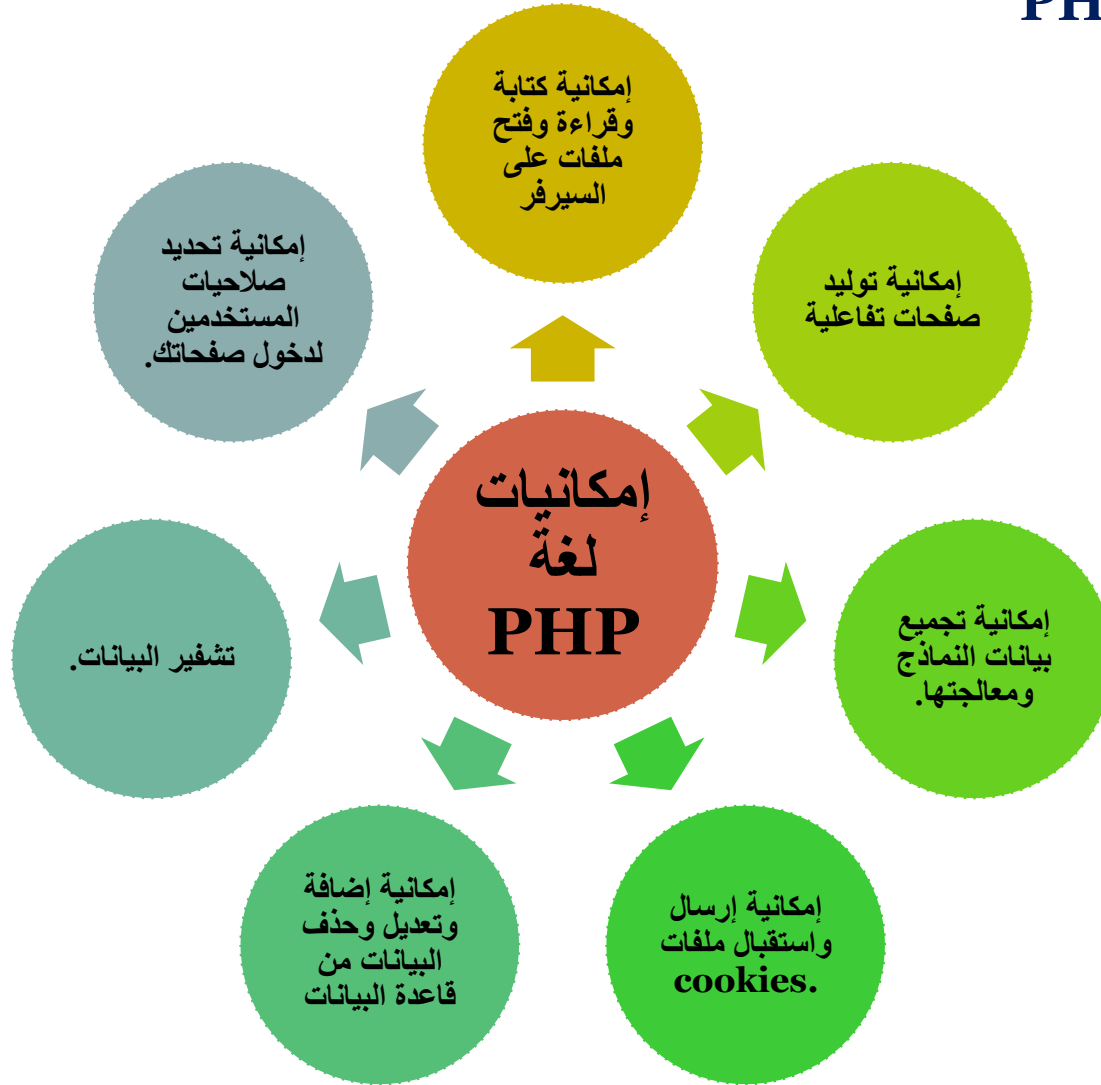 PH
إمكانية كتابة
وقراءة وفتح
ملفات على
السيرفر
إمكانية توليد
صفحات تفاعلية
إمكانية تجميع
بيانات النماذج
ومعالجتها.
إمكانية إرسال
واستقبال ملفات
cookies.
إمكانية إضافة
وتعديل وحذف
البيانات من
قاعدة البيانات
تشفير البيانات.
إمكانية تحديد
صلاحيات
المستخدمين
لدخول صفحاتك.
إمكانيات
لغة
PHP